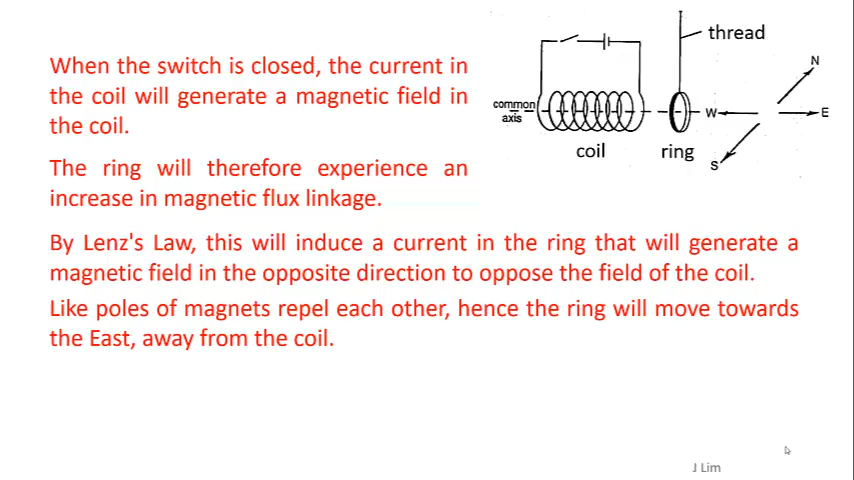 thread
When the switch is closed, the current in
the coil will generate a magnetic field in
the coil.
common
axis
N
W
E
S
coil
ring
The ring will therefore experience an
increase in magnetic flux linkage.
By Lenz's Law, this will induce a current in the ring that will generate a
magnetic field in the opposite direction to oppose the field of the coil.
Like poles of magnets repel each other, hence the ring will move towards
the East, away from the coil.
J Lim